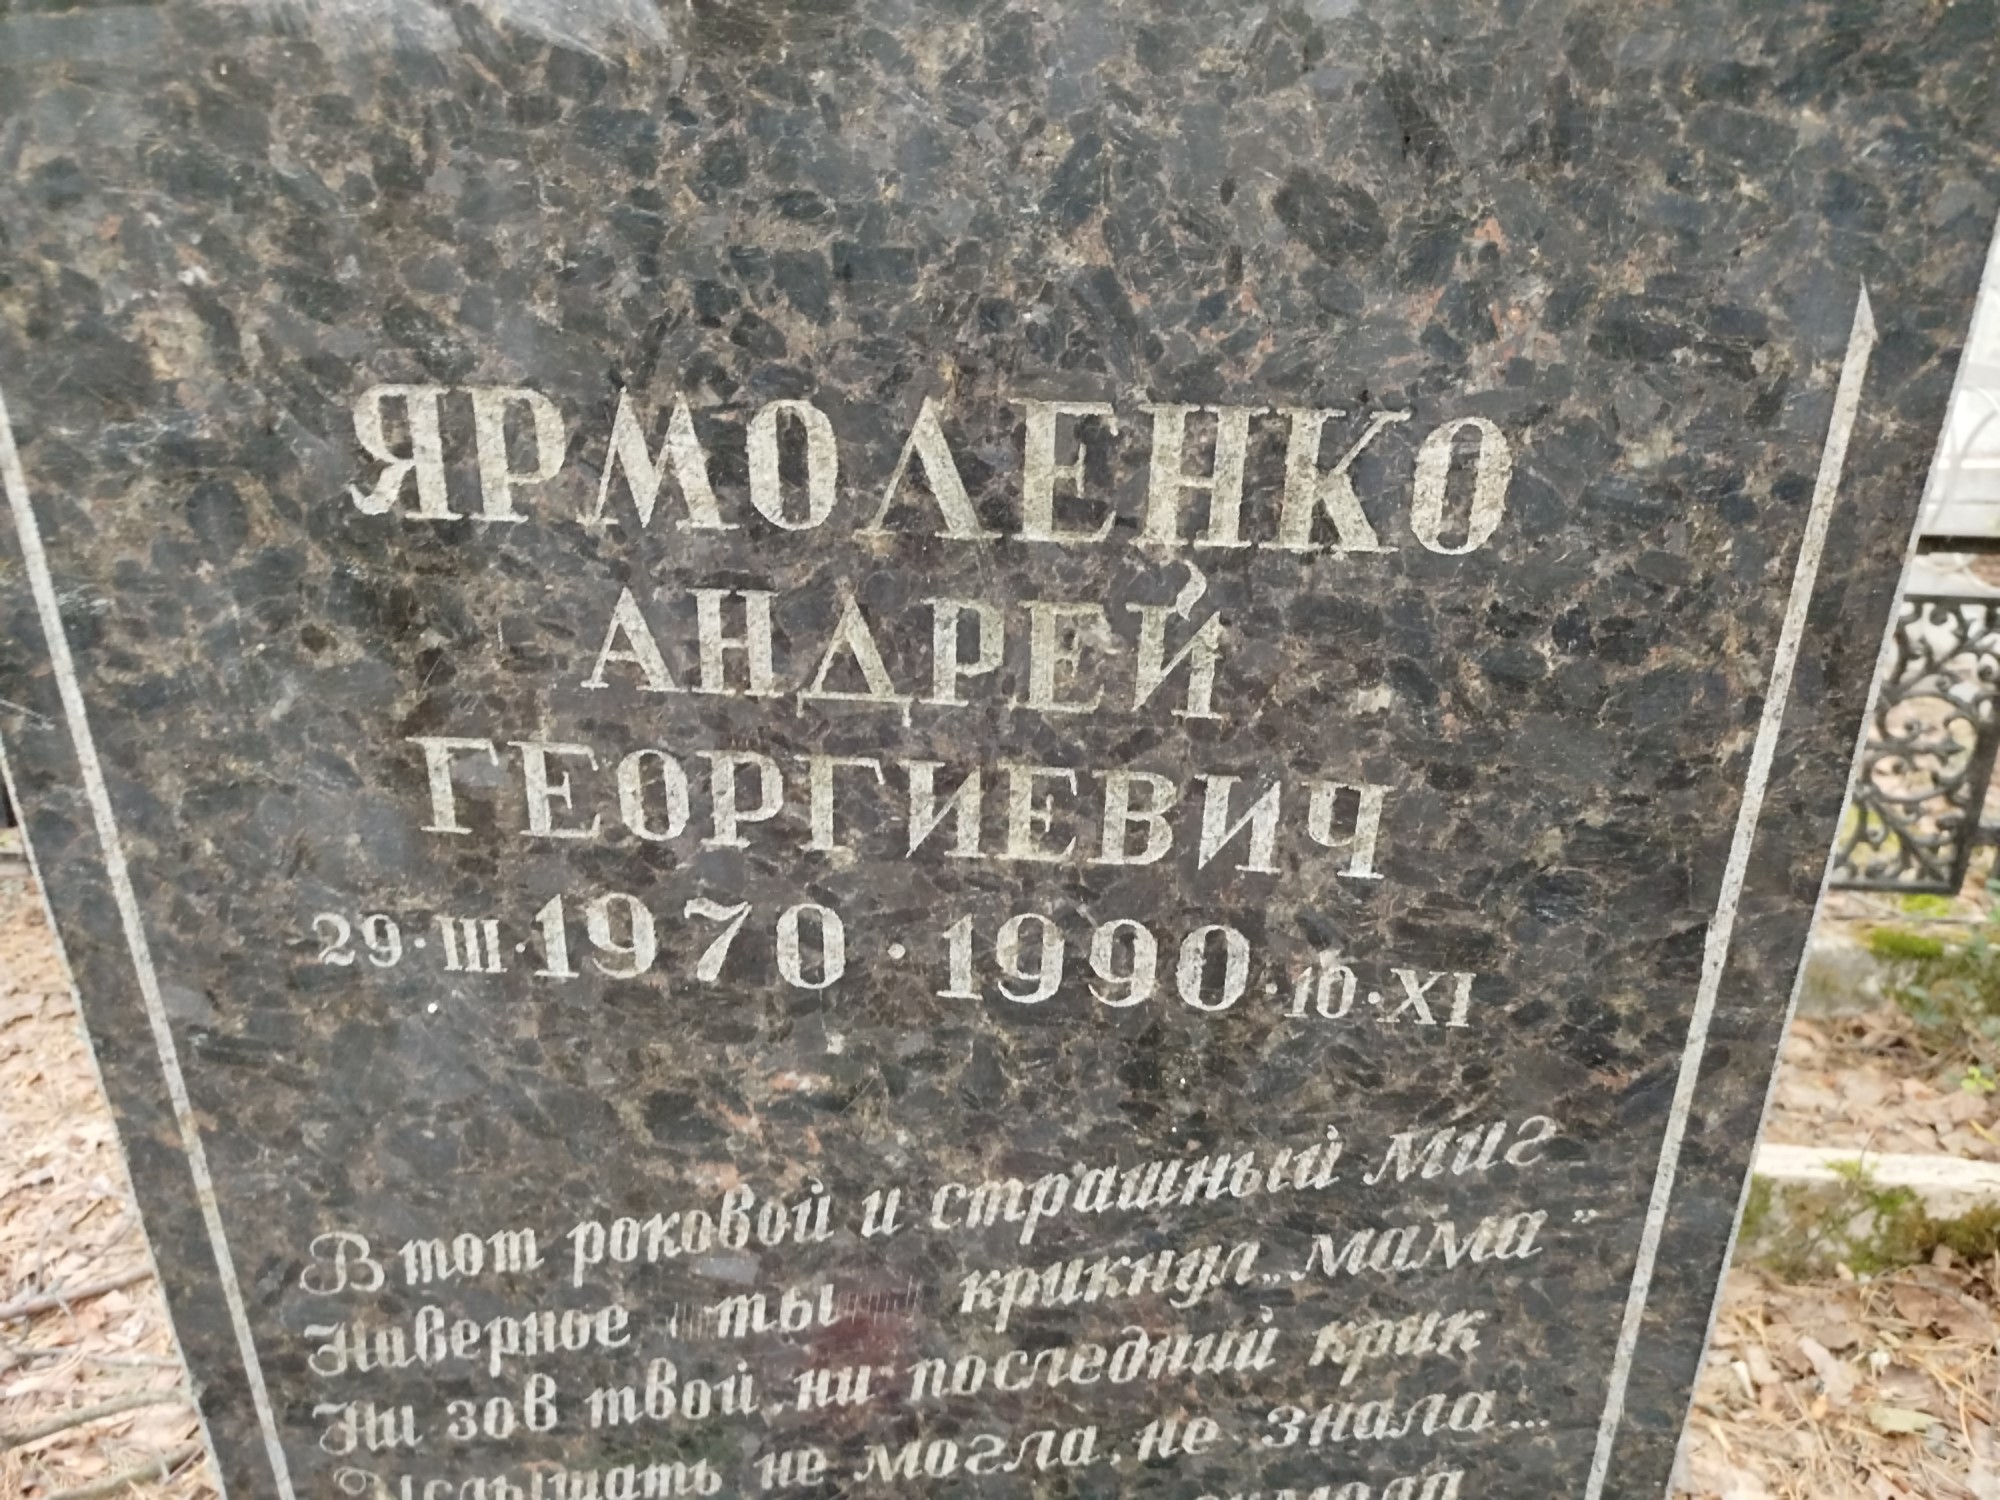 ЯРМОЛЕНКО
АНДРЕЙ
ГЕОРГИЕВИЧ
29·III·1970·1990·10·XI
В тот роковой и страшный миг
Наверное ты крикнул „мама”
Ни зов твой, ни последний крик
Услышать не могла, не знала...